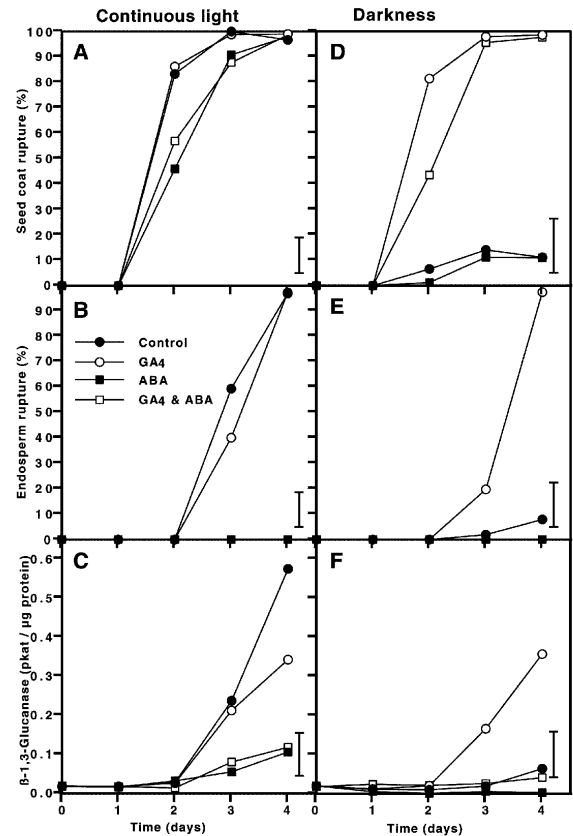 Continuous light
Darkness
A
D
Seed coat rupture (%)
100
90
80
70
60
50
40
30
20
10
0
B
E
Control
GA4
ABA
GA4 & ABA
Endosperm rupture (%)
90
80
70
60
50
40
30
20
10
0
C
F
ß-1,3-Glucanase (pkat / µg protein)
0.6
0.5
0.4
0.3
0.2
0.1
0.0
0 1 2 3 4 0 1 2 3 4
Time (days)
Time (days)